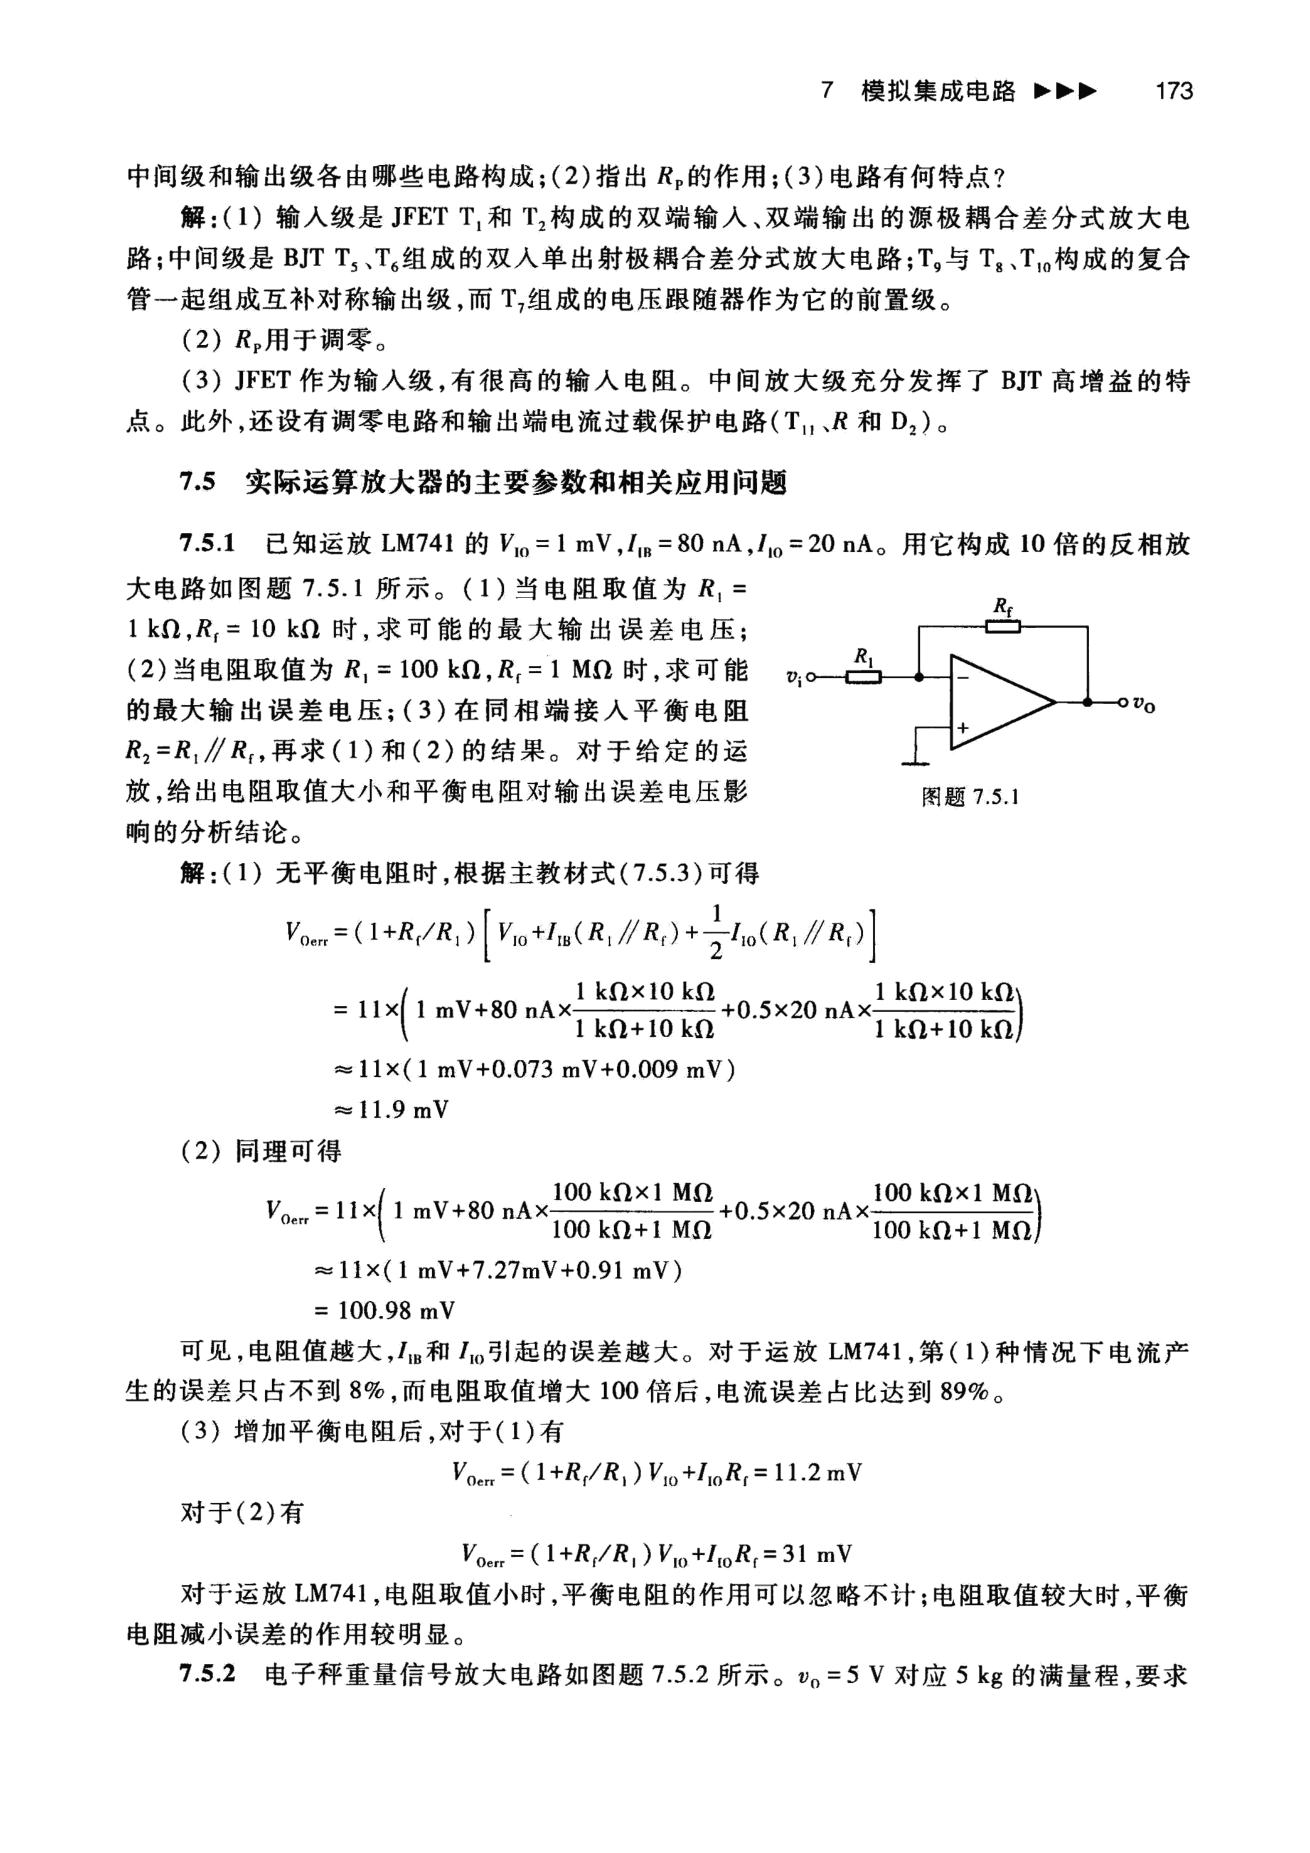 7 模拟集成电路 ▶▶▶ 173
中间级和输出级各由哪些电路构成;(2)指出 R_P的作用;(3)电路有何特点?
解:(1) 输入级是 JFET T₁和 T₂构成的双端输入、双端输出的源极耦合差分式放大电
路;中间级是 BJT T₅、T₆组成的双入单出射极耦合差分式放大电路;T₉与 T₈、T₁₀构成的复合
管一起组成互补对称输出级,而 T₇组成的电压跟随器作为它的前置级。
(2) R_P用于调零。
(3) JFET 作为输入级,有很高的输入电阻。中间放大级充分发挥了 BJT 高增益的特
点。此外,还设有调零电路和输出端电流过载保护电路(T₁₁、R 和 D₂)。
7.5 实际运算放大器的主要参数和相关应用问题
7.5.1 已知运放 LM741 的 V_IO = 1 mV,I_IB = 80 nA,I_IO = 20 nA。用它构成 10 倍的反相放
大电路如图题 7.5.1 所示。(1)当电阻取值为 R₁ =
1 kΩ,R_f = 10 kΩ 时,求可能的最大输出误差电压;
(2)当电阻取值为 R₁ = 100 kΩ,R_f = 1 MΩ 时,求可能
的最大输出误差电压;(3)在同相端接入平衡电阻
R₂ = R₁∥R_f,再求(1)和(2)的结果。对于给定的运
放,给出电阻取值大小和平衡电阻对输出误差电压影
响的分析结论。
R_f
R₁
v_i
−
+
v_O
图题 7.5.1
解:(1) 无平衡电阻时,根据主教材式(7.5.3)可得
V_Oerr = (1+R_f/R₁)[V_IO+I_IB(R₁∥R_f)+1/2 I_IO(R₁∥R_f)]
= 11×(1 mV+80 nA×(1 kΩ×10 kΩ)/(1 kΩ+10 kΩ)+0.5×20 nA×(1 kΩ×10 kΩ)/(1 kΩ+10 kΩ))
≈11×(1 mV+0.073 mV+0.009 mV)
≈11.9 mV
(2) 同理可得
V_Oerr = 11×(1 mV+80 nA×(100 kΩ×1 MΩ)/(100 kΩ+1 MΩ)+0.5×20 nA×(100 kΩ×1 MΩ)/(100 kΩ+1 MΩ))
≈11×(1 mV+7.27mV+0.91 mV)
= 100.98 mV
可见,电阻值越大,I_IB和 I_IO引起的误差越大。对于运放 LM741,第(1)种情况下电流产
生的误差只占不到 8%,而电阻取值增大 100 倍后,电流误差占比达到 89%。
(3) 增加平衡电阻后,对于(1)有
V_Oerr = (1+R_f/R₁)V_IO+I_IOR_f = 11.2 mV
对于(2)有
V_Oerr = (1+R_f/R₁)V_IO+I_IOR_f = 31 mV
对于运放 LM741,电阻取值小时,平衡电阻的作用可以忽略不计;电阻取值较大时,平衡
电阻减小误差的作用较明显。
7.5.2 电子秤重量信号放大电路如图题 7.5.2 所示。v_O = 5 V 对应 5 kg 的满量程,要求